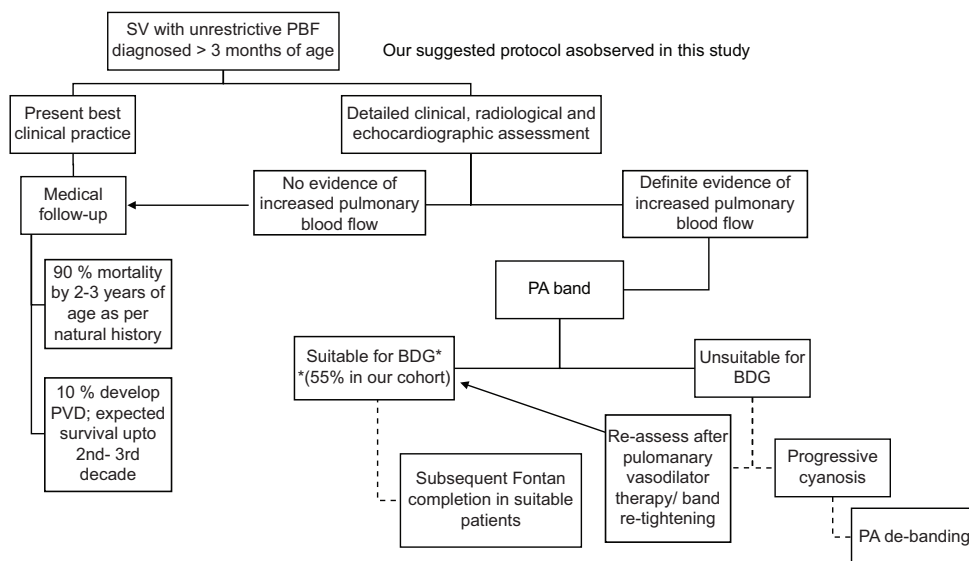 SV with unrestrictive PBF
diagnosed > 3 months of age
Our suggested protocol asobserved in this study
Present best
clinical practice
Detailed clinical, radiological and
echocardiographic assessment
Medical
follow-up
No evidence of
increased pulmonary
blood flow
Definite evidence of
increased pulmonary
blood flow
90 % mortality
by 2-3 years of
age as per
natural history
PA band
Suitable for BDG*
*(55% in our cohort)
Unsuitable for
BDG
10 % develop
PVD; expected
survival upto
2nd- 3rd
decade
Subsequent Fontan
completion in suitable
patients
Re-assess after
pulomanary
vasodilator
therapy/ band
re-tightening
Progressive
cyanosis
PA de-banding